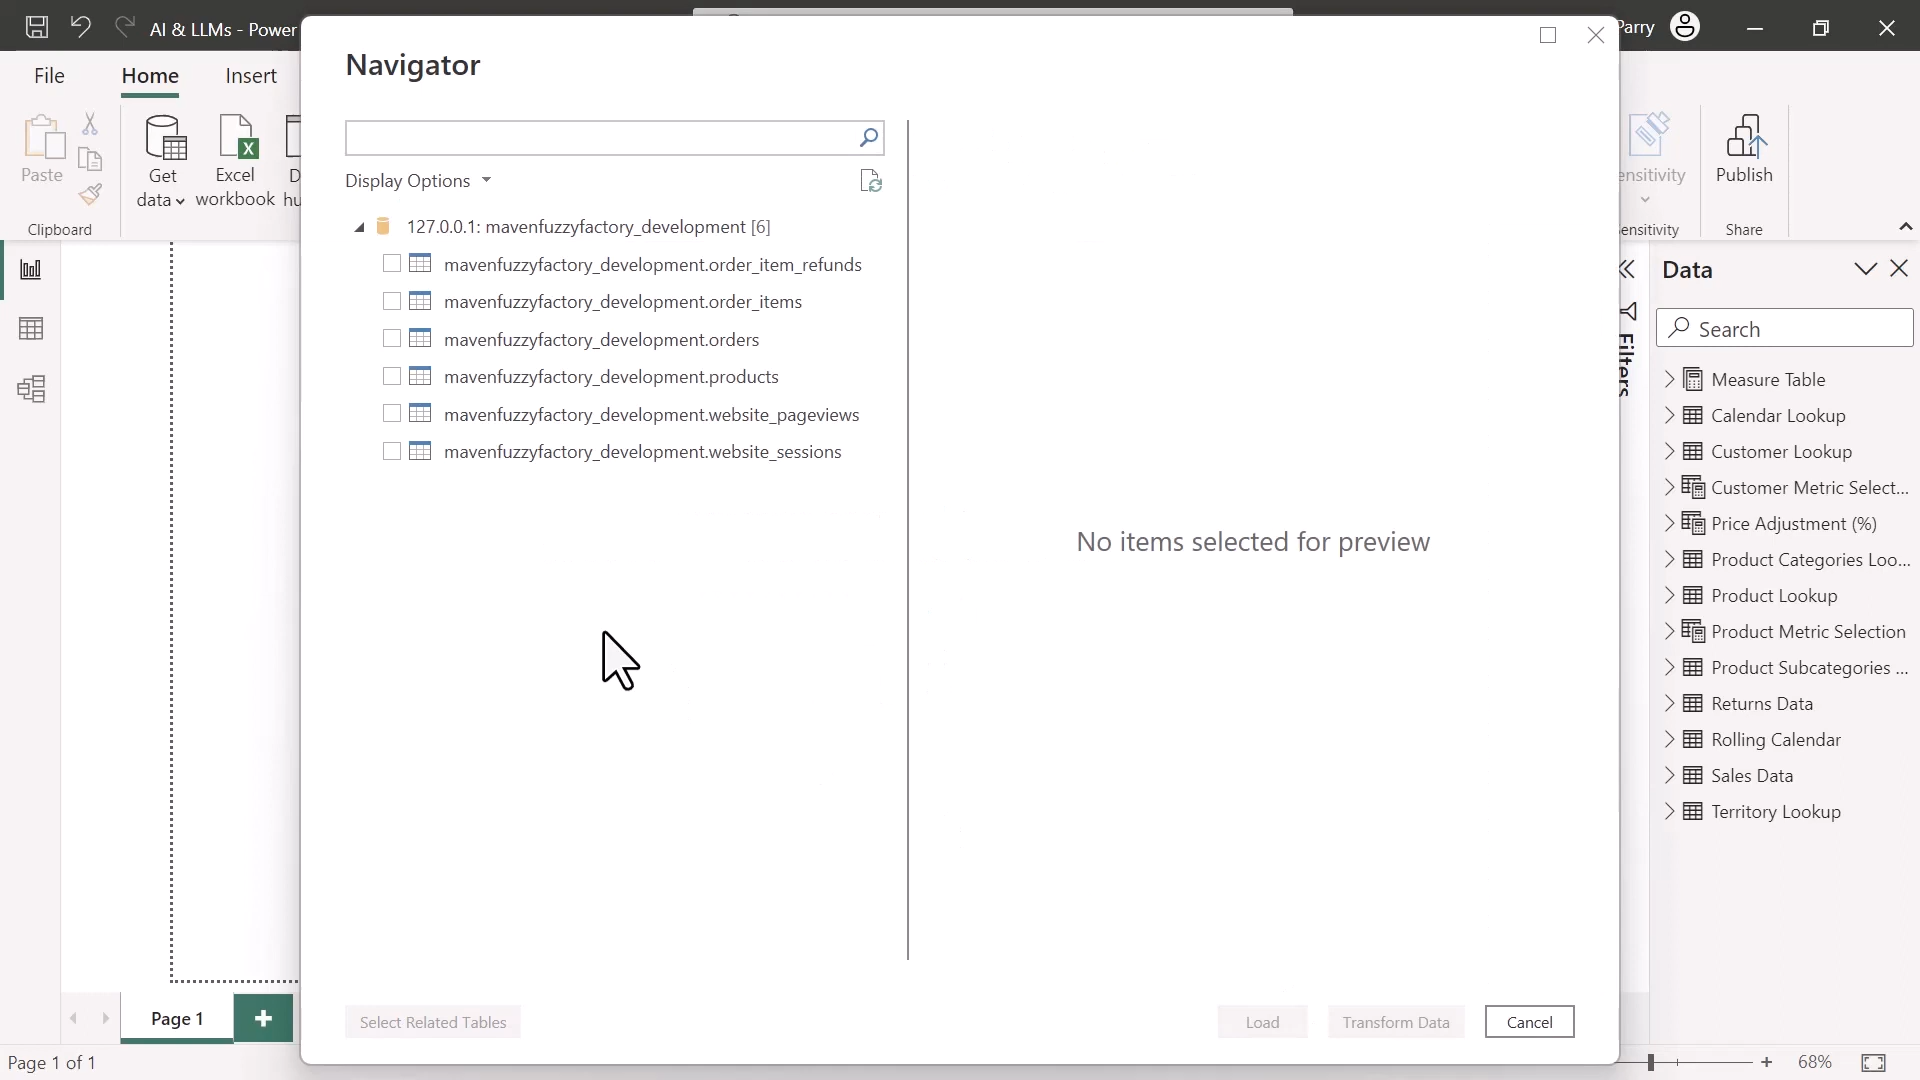 AI & LLMs - Power
Parry
File
Home
Insert
Paste
Clipboard
Get
data
Excel
workbook
D
hu
ensitivity
ensitivity
Publish
Share
Navigator
Display Options
127.0.0.1: mavenfuzzyfactory_development [6]
mavenfuzzyfactory_development.order_item_refunds
mavenfuzzyfactory_development.order_items
mavenfuzzyfactory_development.orders
mavenfuzzyfactory_development.products
mavenfuzzyfactory_development.website_pageviews
mavenfuzzyfactory_development.website_sessions
No items selected for preview
Select Related Tables
Load
Transform Data
Cancel
Filters
Data
Search
Measure Table
Calendar Lookup
Customer Lookup
Customer Metric Select...
Price Adjustment (%)
Product Categories Loo...
Product Lookup
Product Metric Selection
Product Subcategories ...
Returns Data
Rolling Calendar
Sales Data
Territory Lookup
Page 1
Page 1 of 1
68%